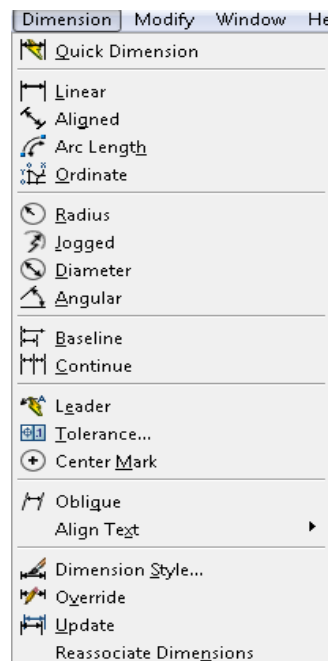 Dimension Modify Window He
Quick Dimension
Linear
Aligned
Arc Length
Ordinate
Radius
Jogged
Diameter
Angular
Baseline
Continue
Leader
Tolerance...
Center Mark
Oblique
Align Text
Dimension Style...
Override
Update
Reassociate Dimensions